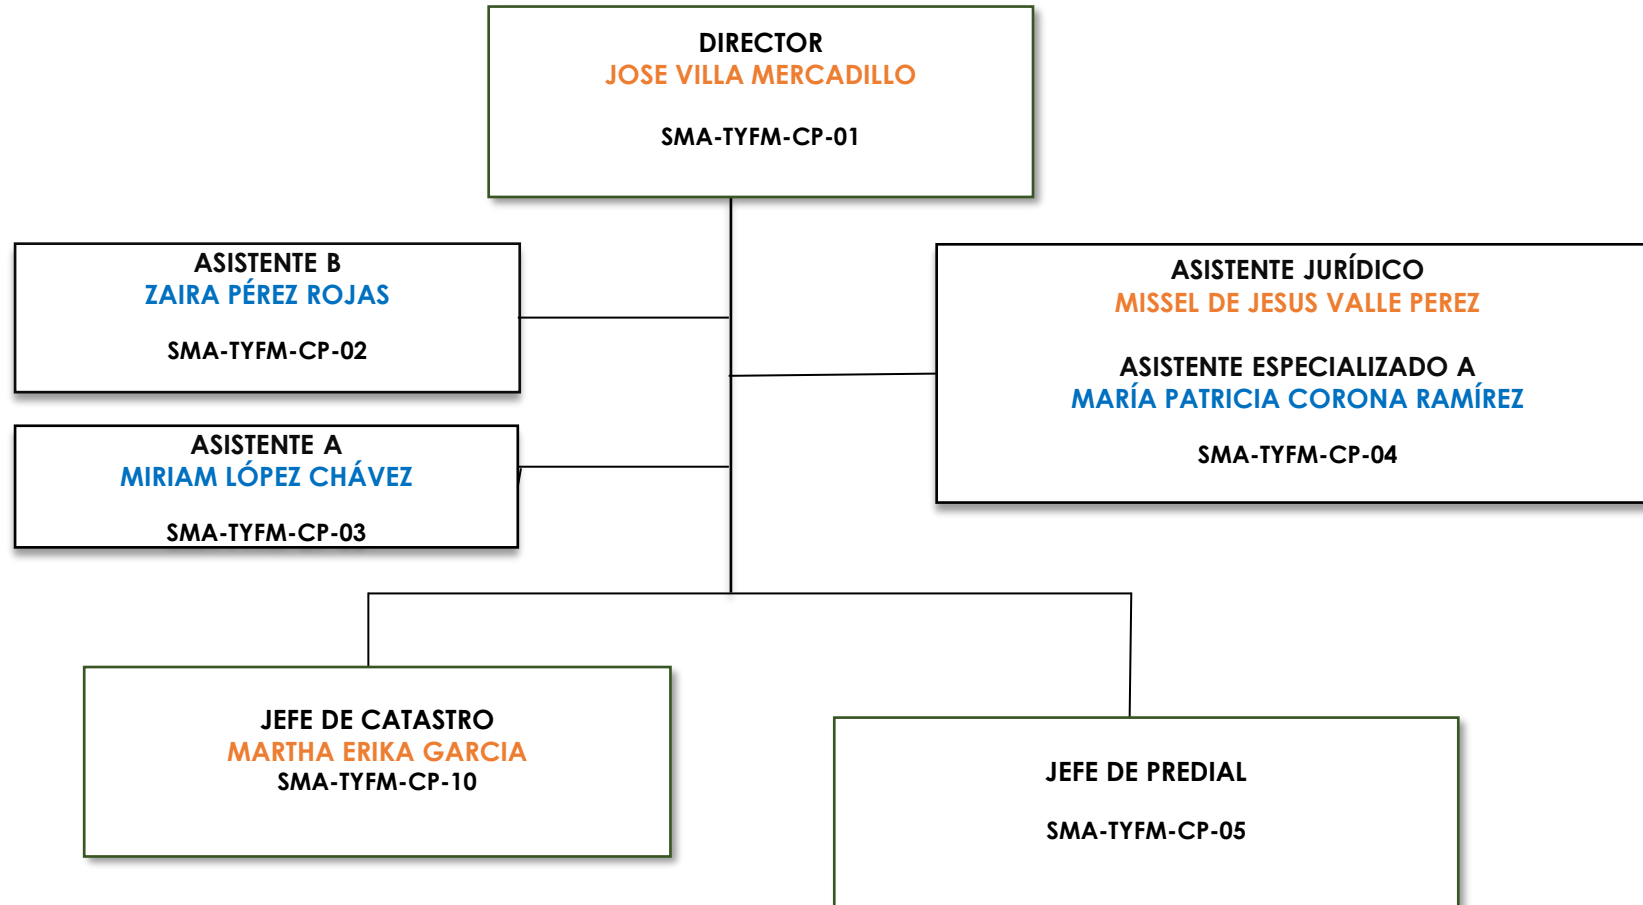 DIRECTOR
JOSE VILLA MERCADILLO
SMA-TYFM-CP-01
ASISTENTE B
ZAIRA PÉREZ ROJAS
SMA-TYFM-CP-02
ASISTENTE JURÍDICO
MISSEL DE JESUS VALLE PEREZ
ASISTENTE ESPECIALIZADO A
MARÍA PATRICIA CORONA RAMÍREZ
SMA-TYFM-CP-04
ASISTENTE A
MIRIAM LÓPEZ CHÁVEZ
SMA-TYFM-CP-03
JEFE DE CATASTRO
MARTHA ERIKA GARCIA
SMA-TYFM-CP-10
JEFE DE PREDIAL
SMA-TYFM-CP-05